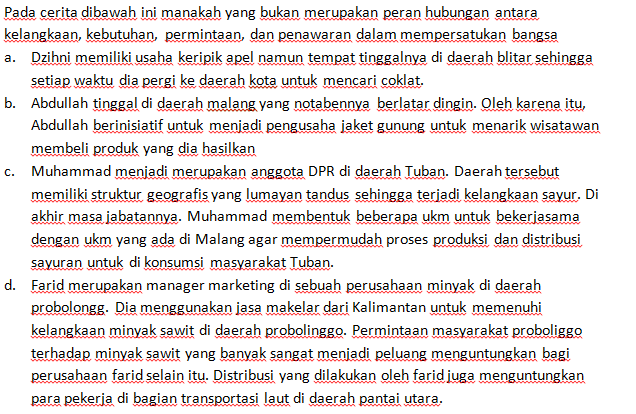 Pada cerita dibawah ini manakah yang bukan merupakan peran hubungan antara
kelangkaan, kebutuhan, permintaan, dan penawaran dalam mempersatukan bangsa
a. Dzihni memiliki usaha keripik apel namun tempat tinggalnya di daerah blitar sehingga
setiap waktu dia pergi ke daerah kota untuk mencari coklat.
b. Abdullah tinggal di daerah malang yang notabennya berlatar dingin. Oleh karena itu,
Abdullah berinisiatif untuk menjadi pengusaha jaket gunung untuk menarik wisatawan
membeli produk yang dia hasilkan
c. Muhammad menjadi merupakan anggota DPR di daerah Tuban. Daerah tersebut
memiliki struktur geografis yang lumayan tandus sehingga terjadi kelangkaan sayur. Di
akhir masa jabatannya. Muhammad membentuk beberapa ukm untuk bekerjasama
dengan ukm yang ada di Malang agar mempermudah proses produksi dan distribusi
sayuran untuk di konsumsi masyarakat Tuban.
d. Farid merupakan manager marketing di sebuah perusahaan minyak di daerah
probolongg. Dia menggunakan jasa makelar dari Kalimantan untuk memenuhi
kelangkaan minyak sawit di daerah probolinggo. Permintaan masyarakat proboliggo
terhadap minyak sawit yang banyak sangat menjadi peluang menguntungkan bagi
perusahaan farid selain itu. Distribusi yang dilakukan oleh farid juga menguntungkan
para pekerja di bagian transportasi laut di daerah pantai utara.